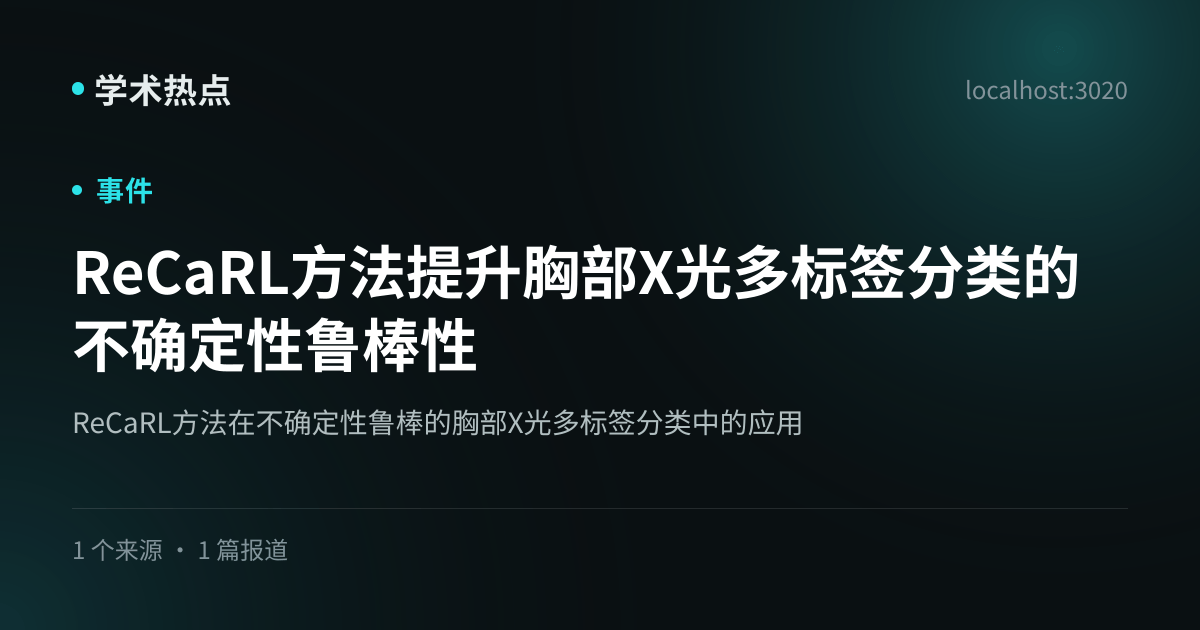 学术热点
localhost:3020
事件
ReCaRL方法提升胸部X光多标签分类的
不确定性鲁棒性
ReCaRL方法在不确定性鲁棒的胸部X光多标签分类中的应用
1 个来源 · 1 篇报道